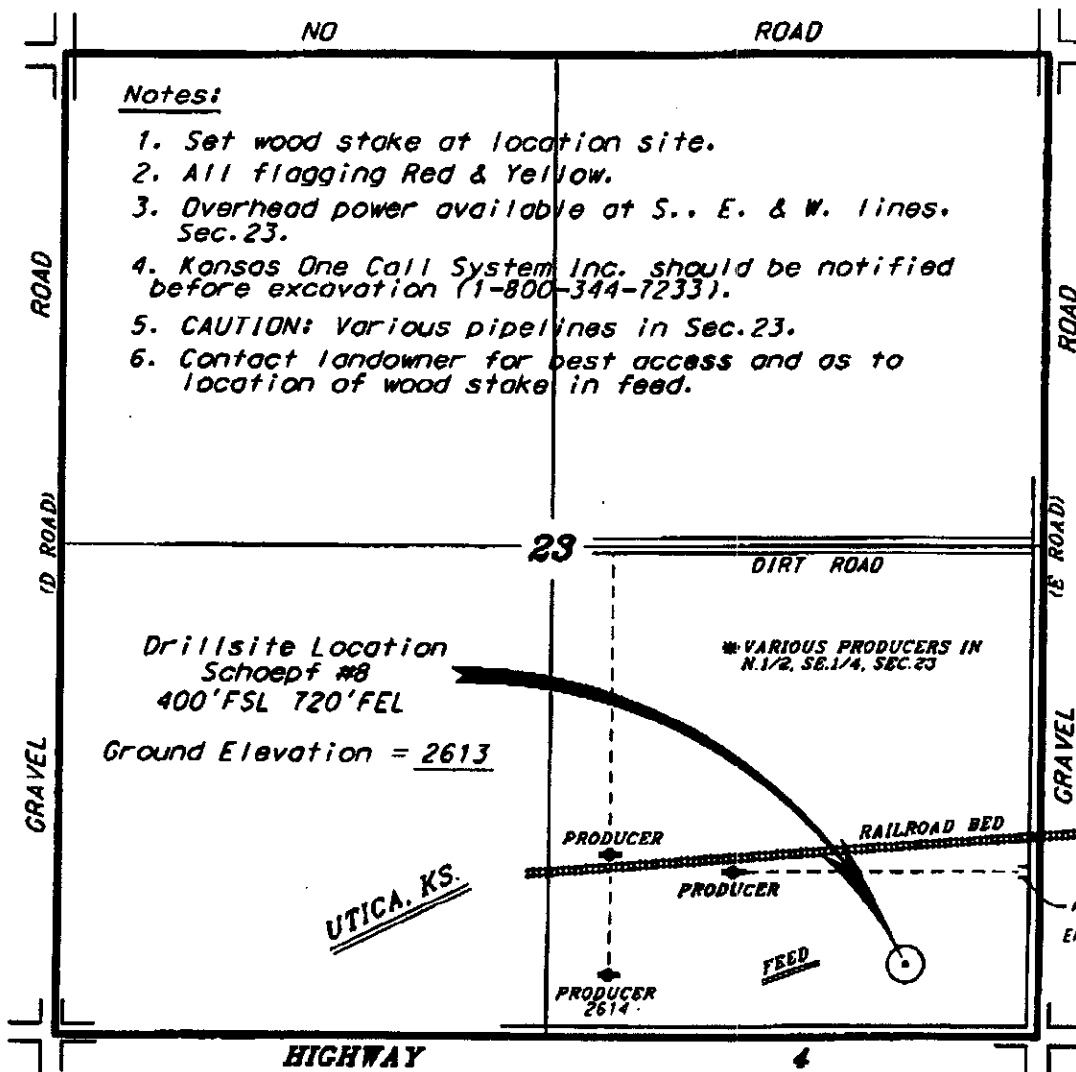 NO ROAD
Notes:
1. Set wood stake at location site.
2. All flagging Red & Yellow.
3. Overhead power available at S., E. & W. lines.
Sec.23.
4. Kansas One Call System Inc. should be notified
before excavation (1-800-344-7233).
5. CAUTION: Various pipelines in Sec.23.
6. Contact landowner for best access and as to
location of wood stake in feed.
ROAD
ROAD
(D ROAD)
(E ROAD)
23
DIRT ROAD
Drillsite Location
Schoepf #8
400'FSL 720'FEL
* VARIOUS PRODUCERS IN
N.1/2, SE.1/4, SEC.23
Ground Elevation = 2613
GRAVEL
GRAVEL
RAILROAD BED
PRODUCER
PRODUCER
UTICA, KS.
FEED
PRODUCER
2614
HIGHWAY 4